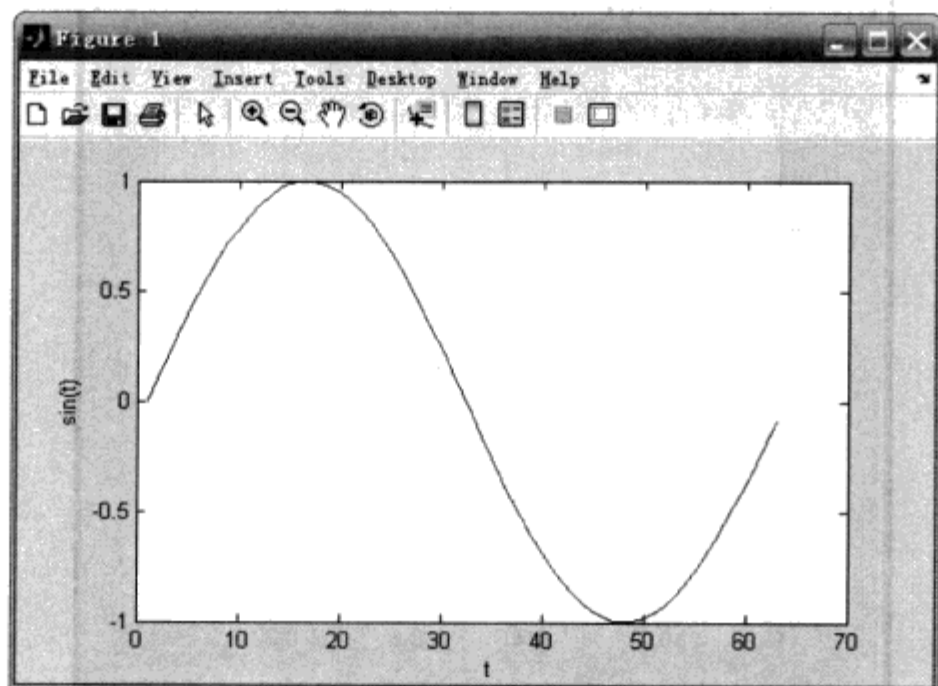 Figure 1
File Edit View Insert Tools Desktop Window Help
1
0.5
0
-0.5
-1
sin(t)
0 10 20 30 40 50 60 70
t